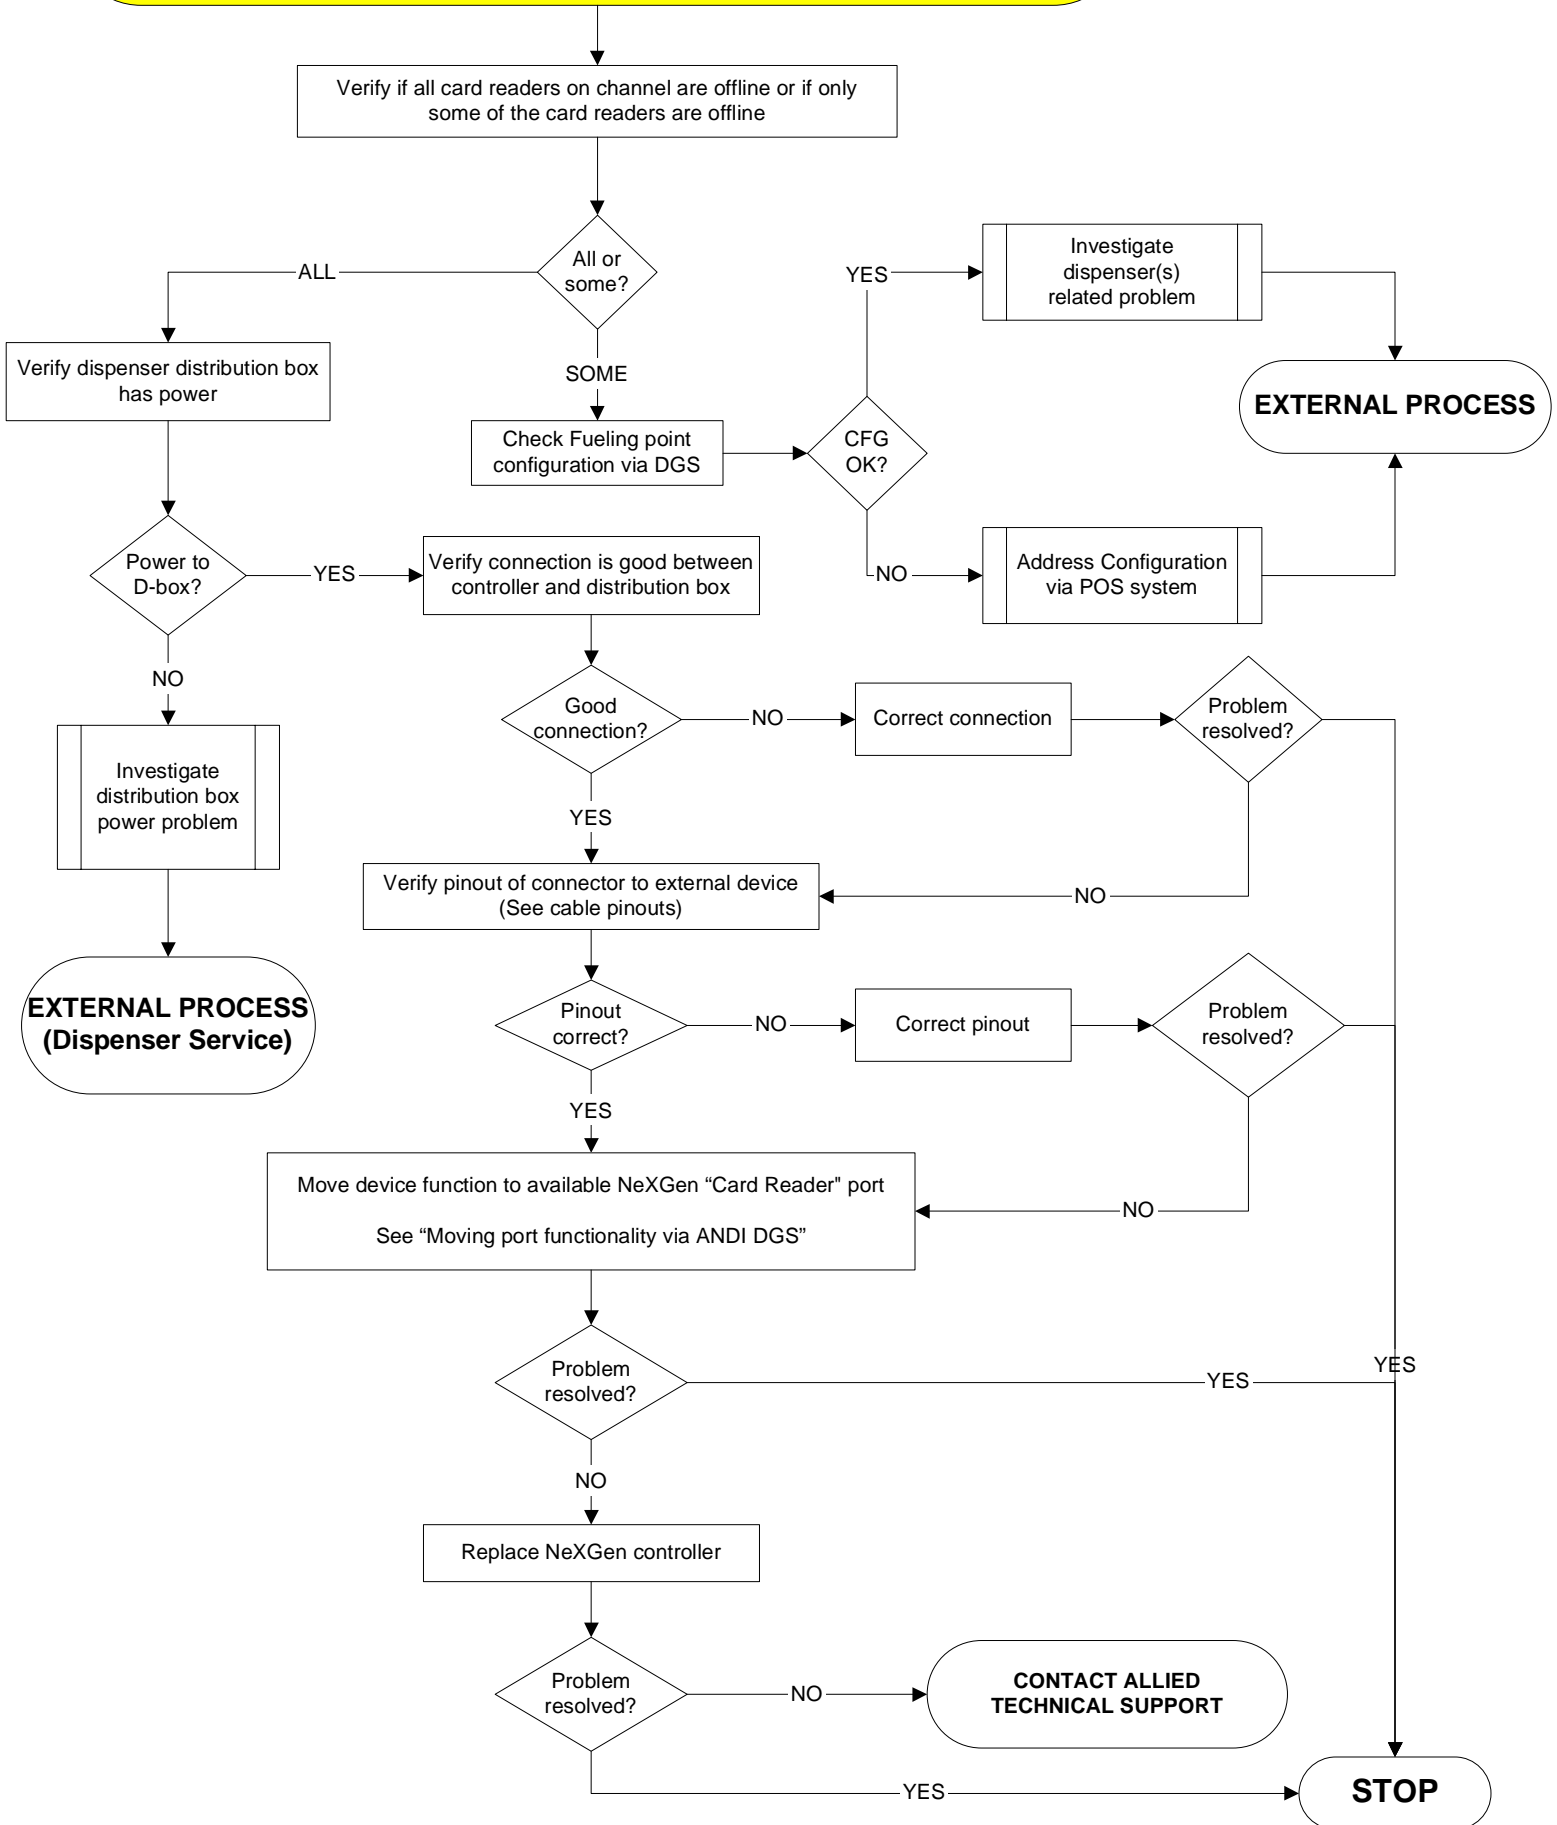 Verify if all card readers on channel are offline or if only
some of the card readers are offline
All or
some?
ALL
SOME
Verify dispenser distribution box
has power
Check Fueling point
configuration via DGS
CFG
OK?
YES
Investigate
dispenser(s)
related problem
EXTERNAL PROCESS
NO
Address Configuration
via POS system
Power to
D-box?
YES
Verify connection is good between
controller and distribution box
NO
Investigate
distribution box
power problem
EXTERNAL PROCESS
(Dispenser Service)
Good
connection?
NO
Correct connection
Problem
resolved?
YES
NO
Verify pinout of connector to external device
(See cable pinouts)
Pinout
correct?
NO
Correct pinout
Problem
resolved?
YES
NO
Move device function to available NeXGen “Card Reader" port
See “Moving port functionality via ANDI DGS”
Problem
resolved?
YES
YES
NO
Replace NeXGen controller
Problem
resolved?
NO
CONTACT ALLIED
TECHNICAL SUPPORT
YES
STOP